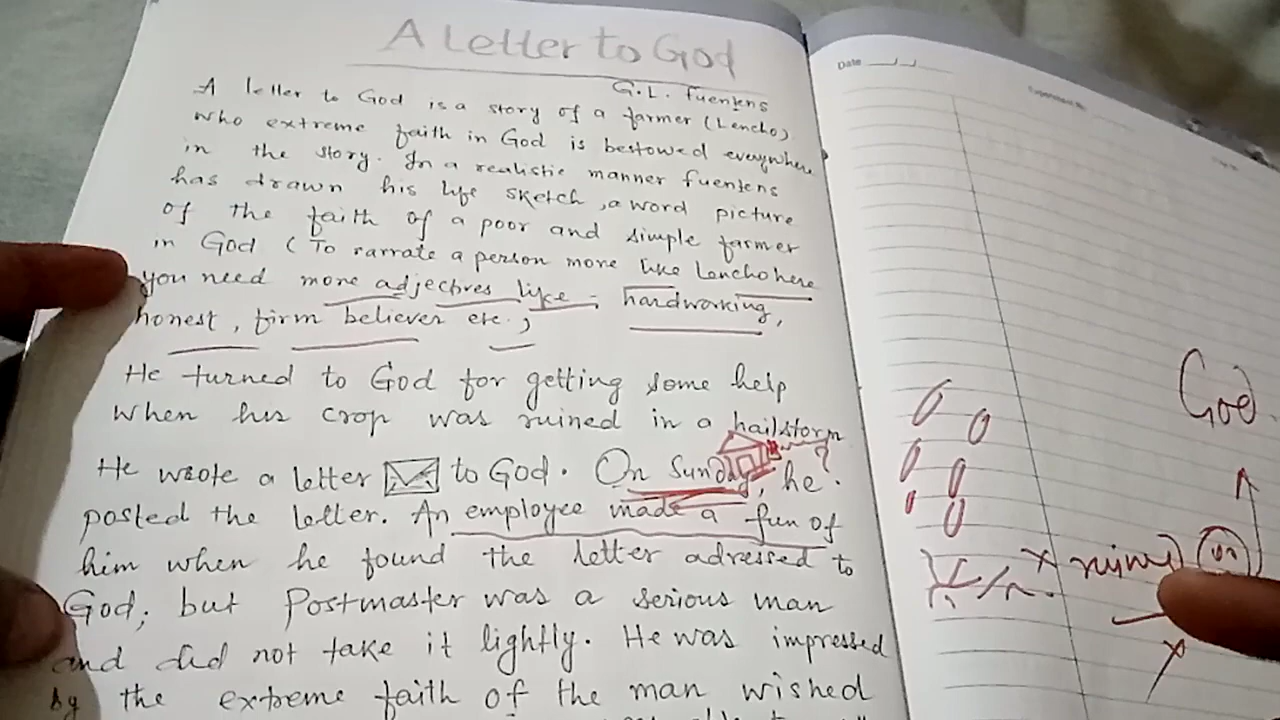 A Letter to God
G.L. Fuentens
A letter to God is a story of a farmer (Lencho),
who extreme faith in God is bestowed everywhere
in the story. In a realistic manner fuentens
has drawn his life sketch, a word picture
of the faith of a poor and simple farmer
in God (To rarrate a person more like Lencho here
you need more adjectives like - hardworking,
honest, firm believer etc.)
He turned to God for getting some help
when his crop was ruined in a hailstorm
He wrote a letter to God. On Sunday, he ?
posted the letter. An employee made a fun of
him when he found the letter adressed to
God; but Postmaster was a serious man
and did not take it lightly. He was impressed
by the extreme faith of the man wished
Date
God
ruined